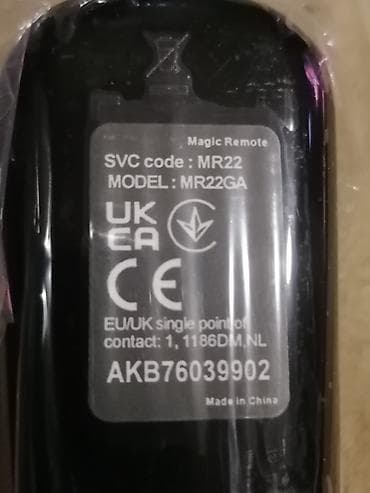 Magic Remote
SVC code : MR22
MODEL : MR22GA
UK
CA
CE
EU/UK single point of
contact: 1, 1186DM,NL
AKB76039902
Made in China